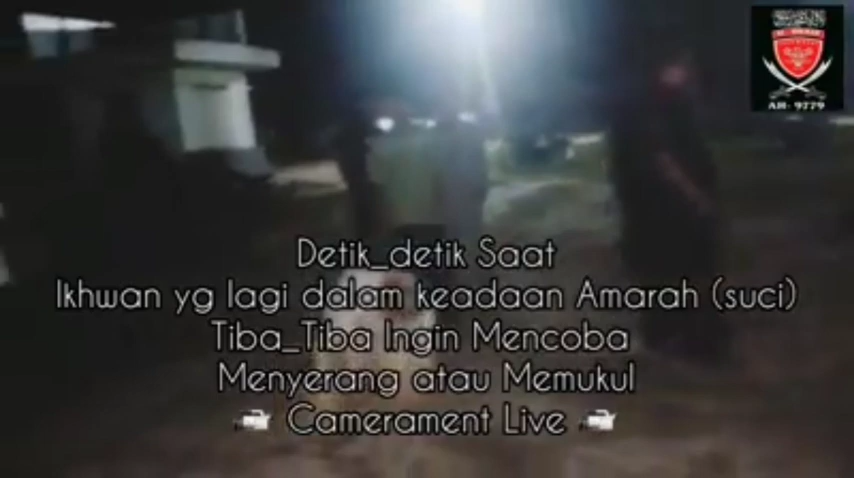 AH- 9779
Detik_detik Saat
Ikhwan yg lagi dalam keadaan Amarah (suci)
Tiba_Tiba Ingin Mencoba
Menyerang atau Memukul
Camerament Live